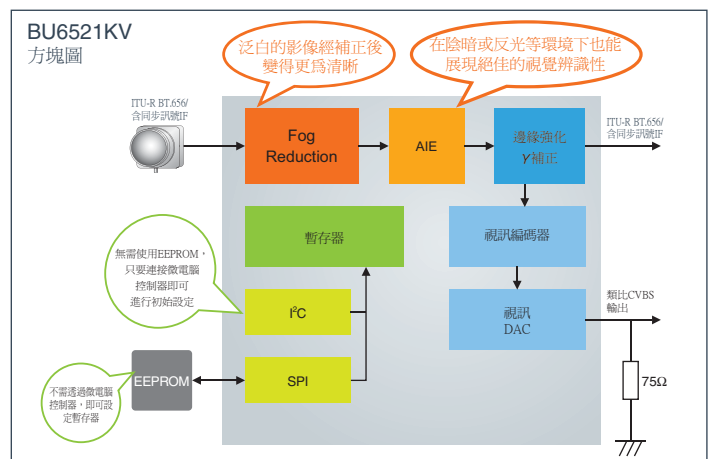 BU6521KV
方塊圖
泛白的影像經補正後
變得更為清晰
在陰暗或反光等環境下也能
展現絕佳的視覺辨識性
ITU-R BT.656/
含同步訊號IF
Fog
Reduction
AIE
邊緣強化
γ補正
ITU-R BT.656/
含同步訊號IF
暫存器
視訊編碼器
無需使用EEPROM，
只要連接微電腦
控制器即可
進行初始設定
I²C
視訊
DAC
類比CVBS
輸出
EEPROM
SPI
75Ω
不需透過微電腦
控制器，即可設
定暫存器